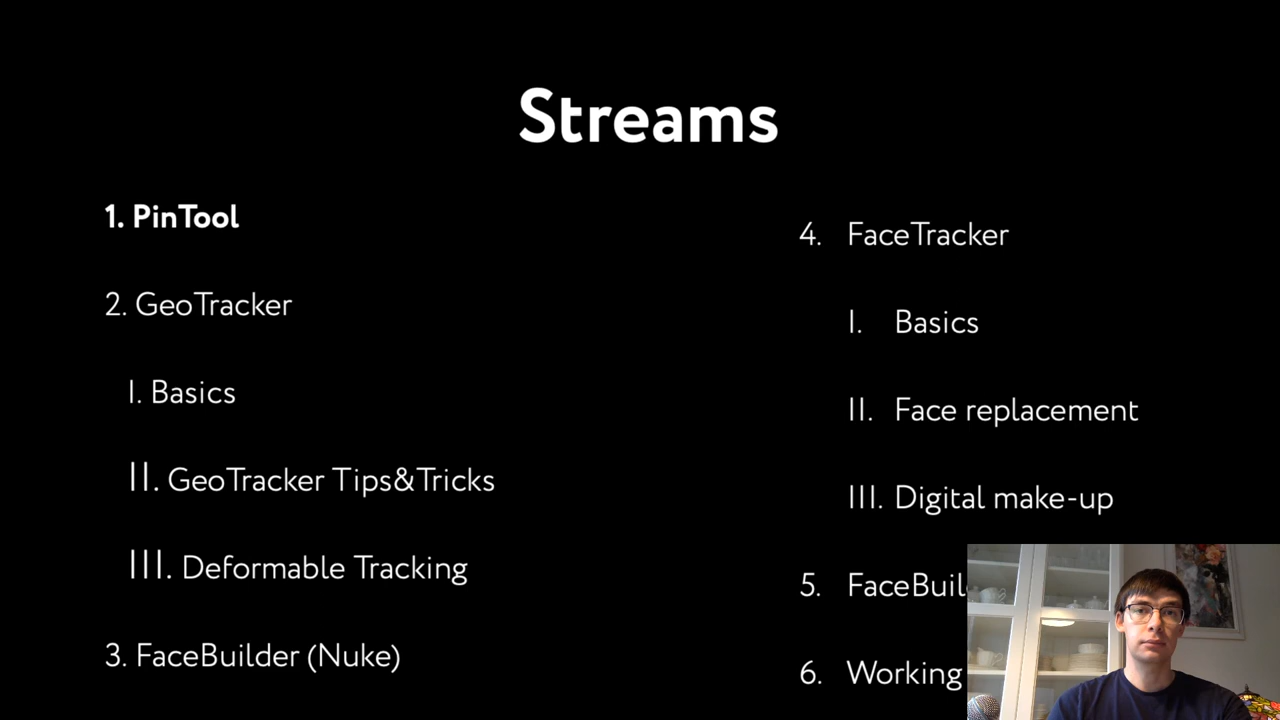 Streams
1. PinTool
2. GeoTracker
I. Basics
II. GeoTracker Tips&Tricks
III. Deformable Tracking
3. FaceBuilder (Nuke)
4. FaceTracker
I. Basics
II. Face replacement
III. Digital make-up
5.
6. Working